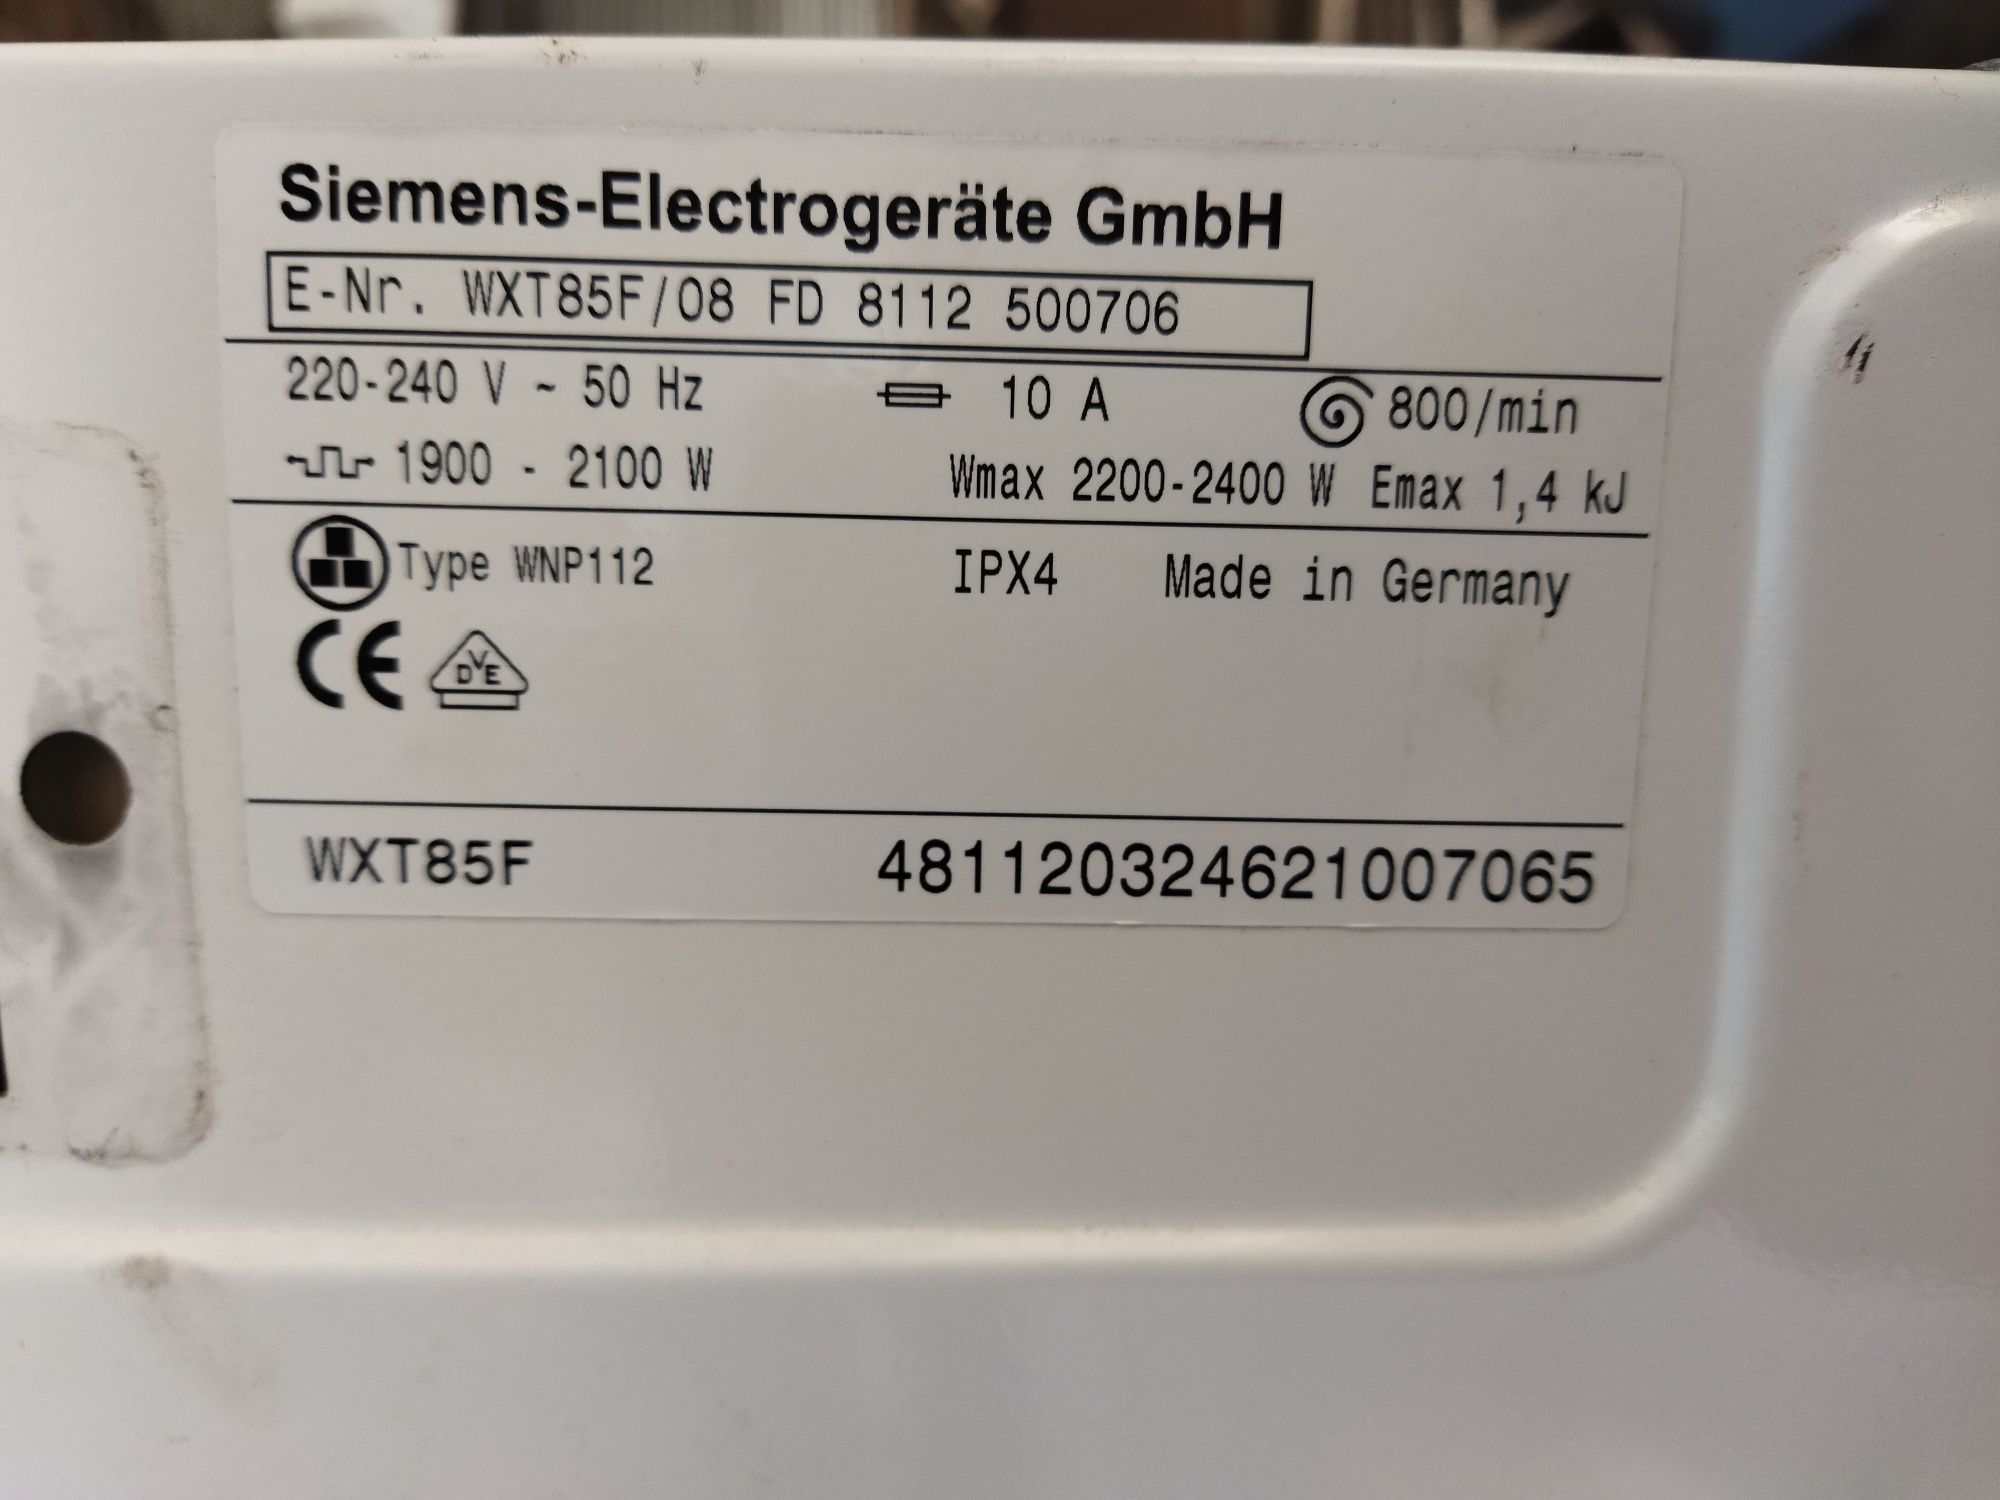 Siemens-Electrogeräte GmbH
E-Nr. WXT85F/08 FD 8112 500706
220-240 V ~ 50 Hz 10 A 800/min
1900 - 2100 W Wmax 2200-2400 W Emax 1,4 kJ
Type WNP112 IPX4 Made in Germany
CE DVE
WXT85F 481120324621007065